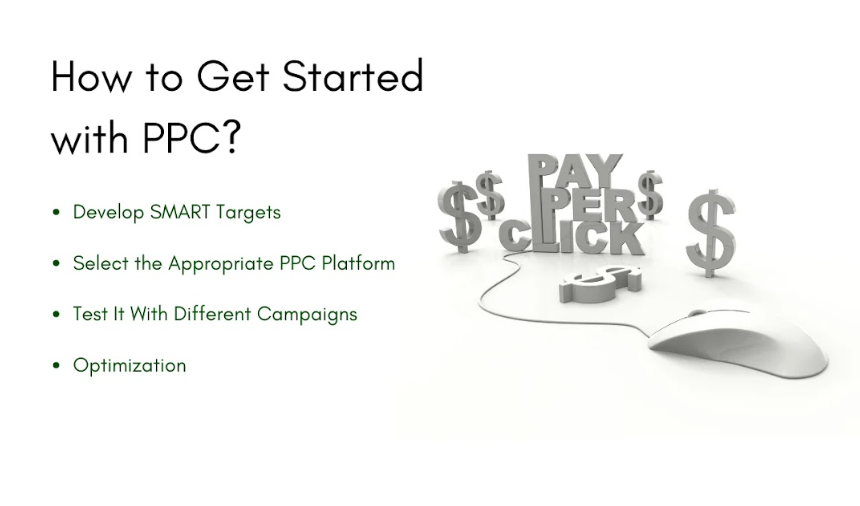 How to Get Started
with PPC?
• Develop SMART Targets
• Select the Appropriate PPC Platform
• Test It With Different Campaigns
• Optimization
$$ PAY $
PER
CLICK
$
$